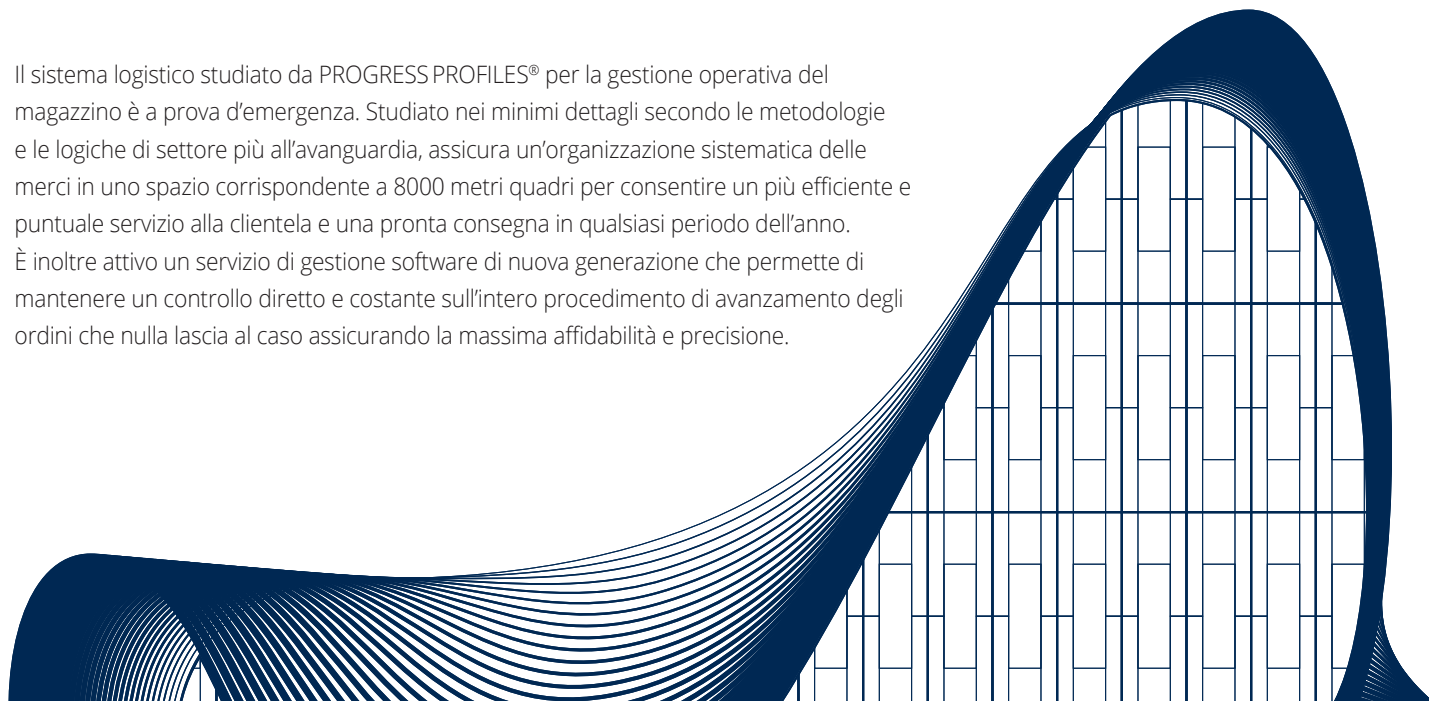 Il sistema logistico studiato da PROGRESS PROFILES® per la gestione operativa del
magazzino è a prova d’emergenza. Studiato nei minimi dettagli secondo le metodologie
e le logiche di settore più all’avanguardia, assicura un’organizzazione sistematica delle
merci in uno spazio corrispondente a 8000 metri quadri per consentire un più efficiente e
puntuale servizio alla clientela e una pronta consegna in qualsiasi periodo dell’anno.
È inoltre attivo un servizio di gestione software di nuova generazione che permette di
mantenere un controllo diretto e costante sull’intero procedimento di avanzamento degli
ordini che nulla lascia al caso assicurando la massima affidabilità e precisione.